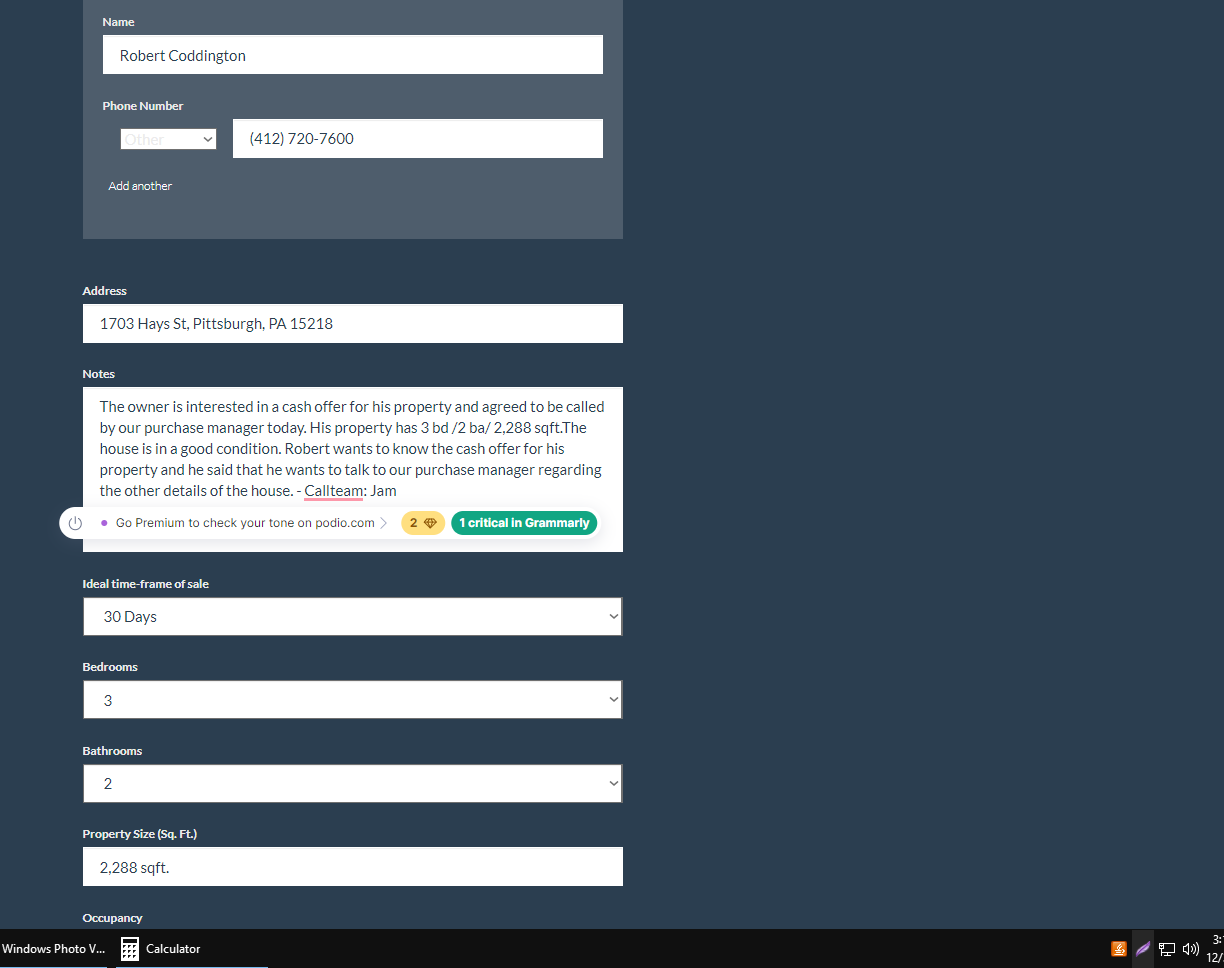 Name
Robert Coddington
Phone Number
Other
(412) 720-7600
Add another
Address
1703 Hays St, Pittsburgh, PA 15218
Notes
The owner is interested in a cash offer for his property and agreed to be called
by our purchase manager today. His property has 3 bd /2 ba/ 2,288 sqft.The
house is in a good condition. Robert wants to know the cash offer for his
property and he said that he wants to talk to our purchase manager regarding
the other details of the house. - Callteam: Jam
Go Premium to check your tone on podio.com
2
1 critical in Grammarly
Ideal time-frame of sale
30 Days
Bedrooms
3
Bathrooms
2
Property Size (Sq. Ft.)
2,288 sqft.
Occupancy
Windows Photo V...
Calculator
3:
12/